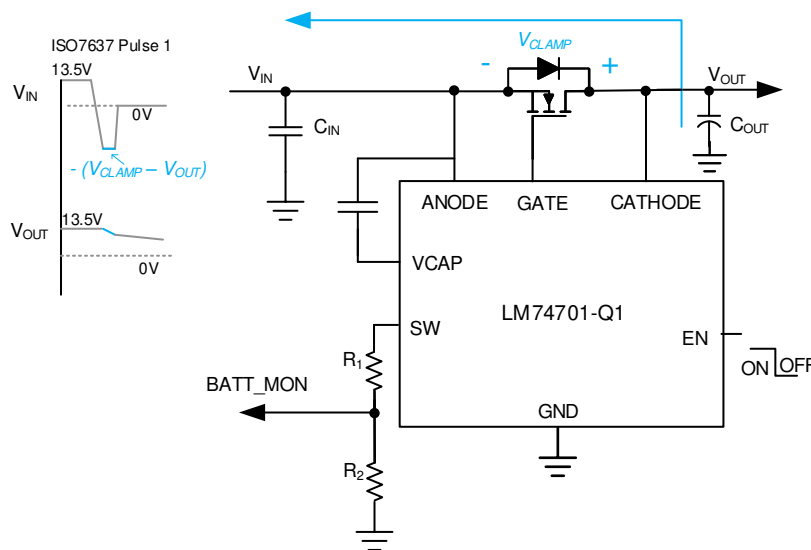 ISO7637 Pulse 1
13.5V
VIN
0V
- (VCLAMP – VOUT)
13.5V
VOUT
0V
VCLAMP
- +
VIN
VOUT
CIN
COUT
ANODE GATE CATHODE
VCAP
LM74701-Q1
SW
EN
ON OFF
R1
BATT_MON
GND
R2